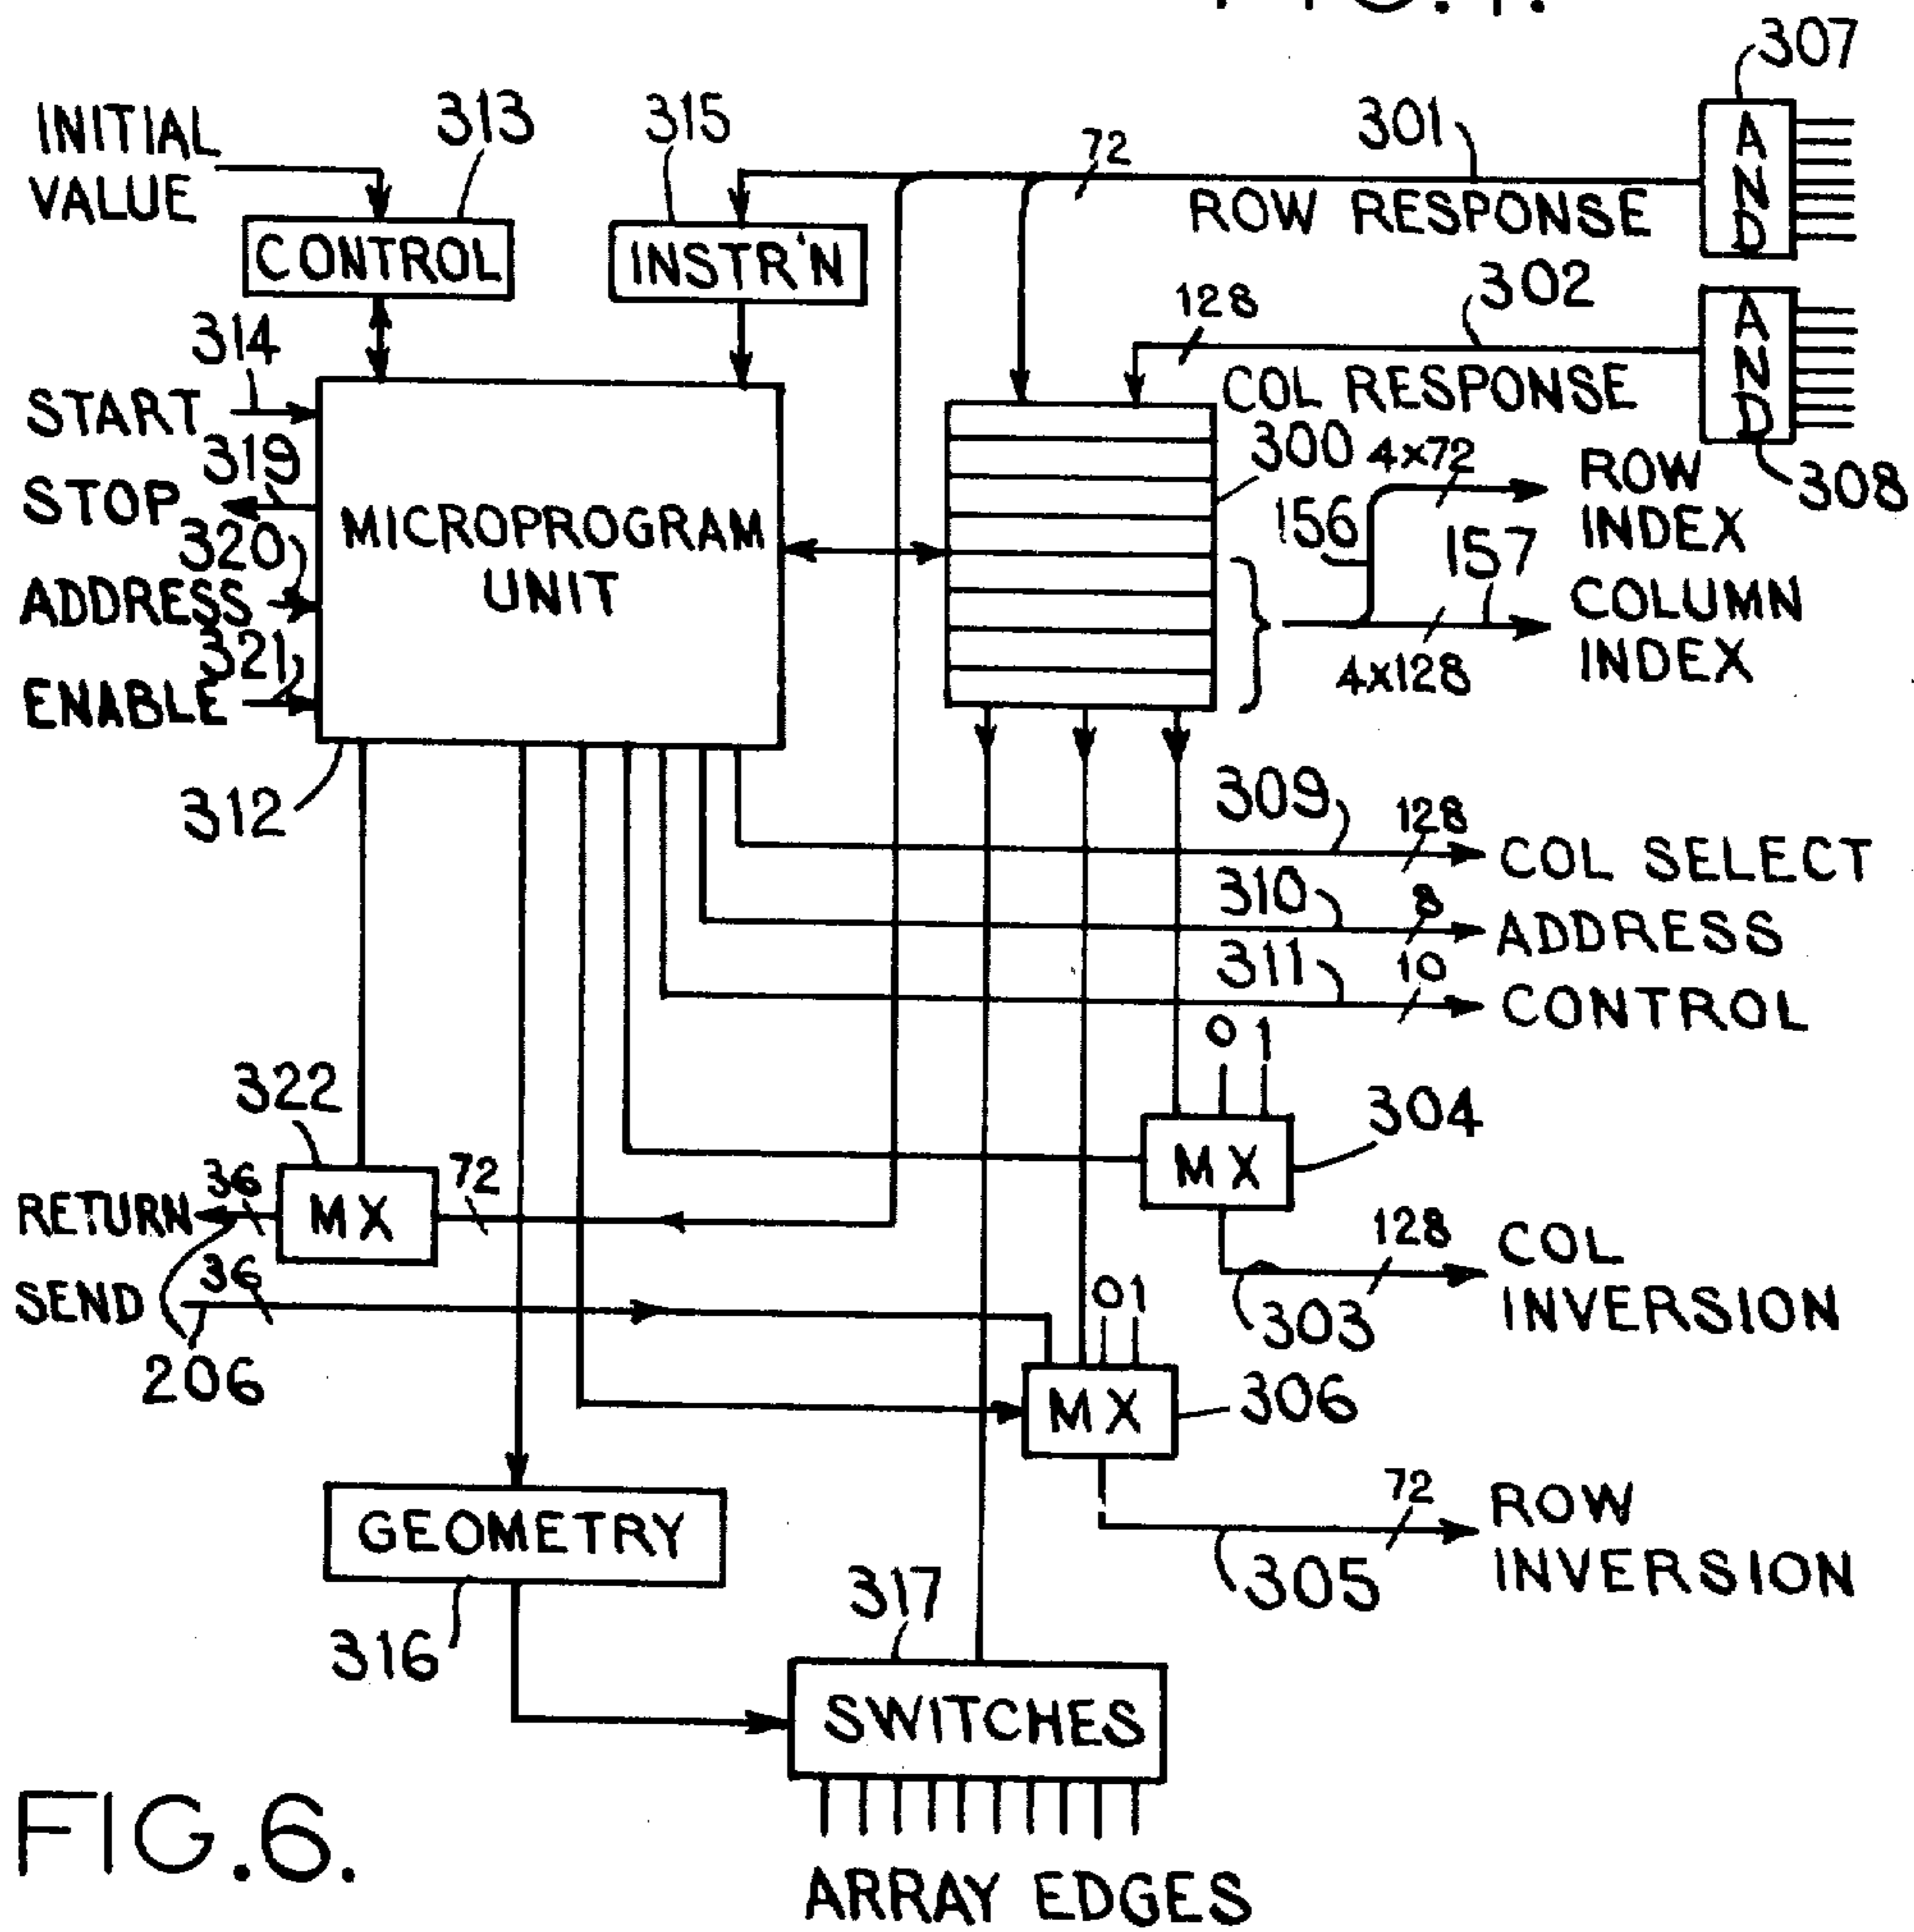 307
INITIAL
VALUE
313
315
72
301
AND
ROW RESPONSE
CONTROL
INSTR'N
128
302
AND
COL RESPONSE
314
START
319
STOP
320
ADDRESS
321
ENABLE
MICROPROGRAM
UNIT
300
4x72
308
ROW
INDEX
156
157
COLUMN
INDEX
4x128
312
309
128
COL SELECT
310
8
ADDRESS
311
10
CONTROL
0 1
322
304
MX
36
RETURN
MX
72
128
COL
INVERSION
303
36
SEND
206
0 1
MX
306
72
ROW
INVERSION
305
GEOMETRY
316
317
SWITCHES
FIG.6.
ARRAY EDGES